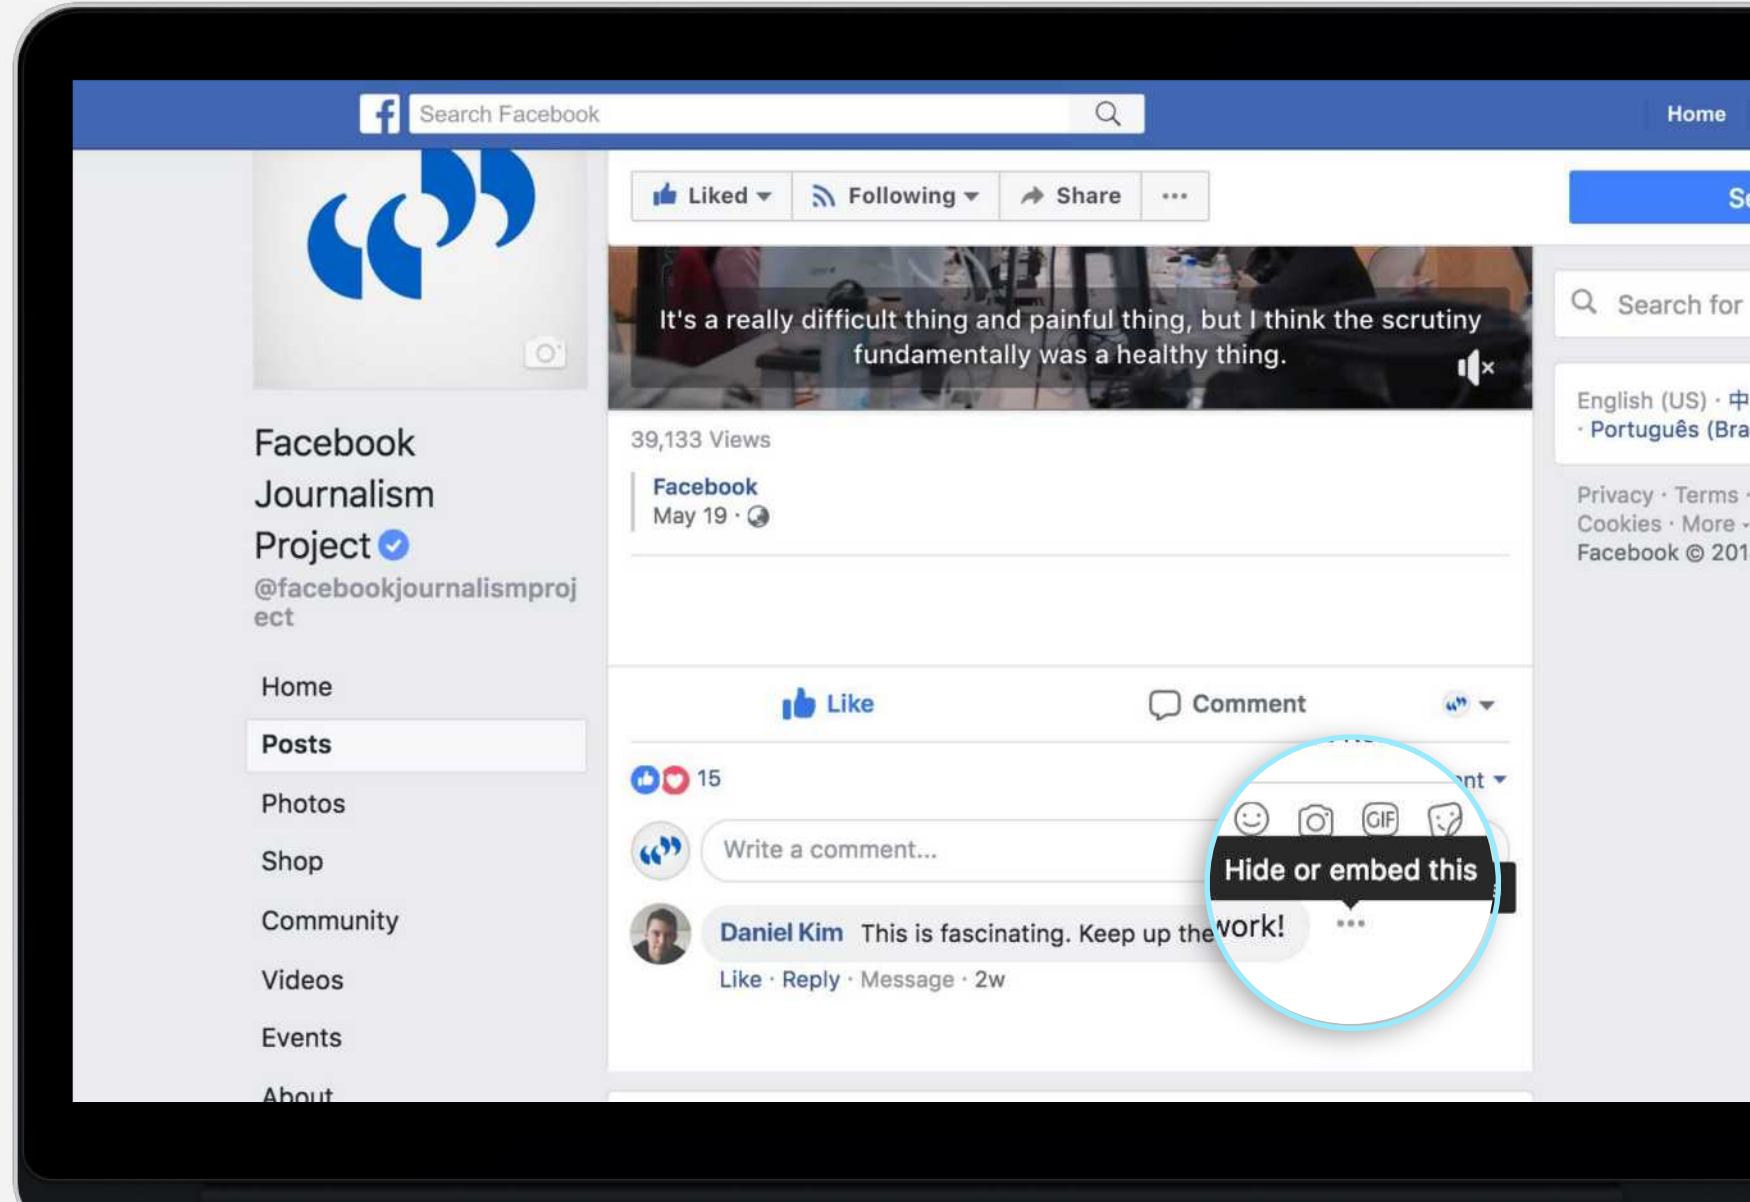 Search Facebook
Home
Liked
Following
Share
It's a really difficult thing and painful thing, but I think the scrutiny
fundamentally was a healthy thing.
39,133 Views
Facebook
May 19 ·
Facebook
Journalism
Project
@facebookjournalismproj
ect
Home
Posts
Photos
Shop
Community
Videos
Events
About
Like
Comment
15
Write a comment...
GIF
Hide or embed this
Daniel Kim This is fascinating. Keep up the work!
Like · Reply · Message · 2w
Search for
English (US) · 中
· Português (Bra
Privacy · Terms ·
Cookies · More
Facebook © 201